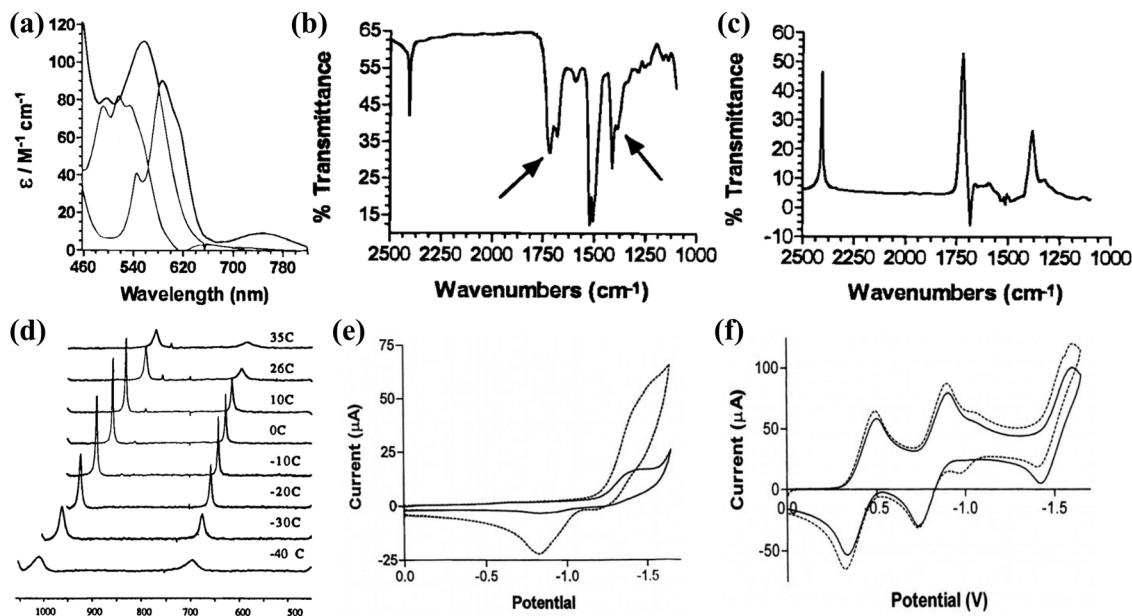 (a)
120
100
80
60
40
20
0
ε / M⁻¹ cm⁻¹
460 540 620 700 780
Wavelength (nm)
(b)
65
55
45
35
25
15
% Transmittance
2500 2250 2000 1750 1500 1250 1000
Wavenumbers (cm⁻¹)
(c)
60
50
40
30
20
10
0
-10
% Transmittance
2500 2250 2000 1750 1500 1250 1000
Wavenumbers (cm⁻¹)
(d)
35C
26C
10C
0C
-10C
-20C
-30C
-40 C
1000 900 800 700 600 500
(e)
75
50
25
0
-25
Current (µA)
0.0 -0.5 -1.0 -1.5
Potential
(f)
100
50
0
-50
Current (µA)
0.0 -0.5 -1.0 -1.5
Potential (V)